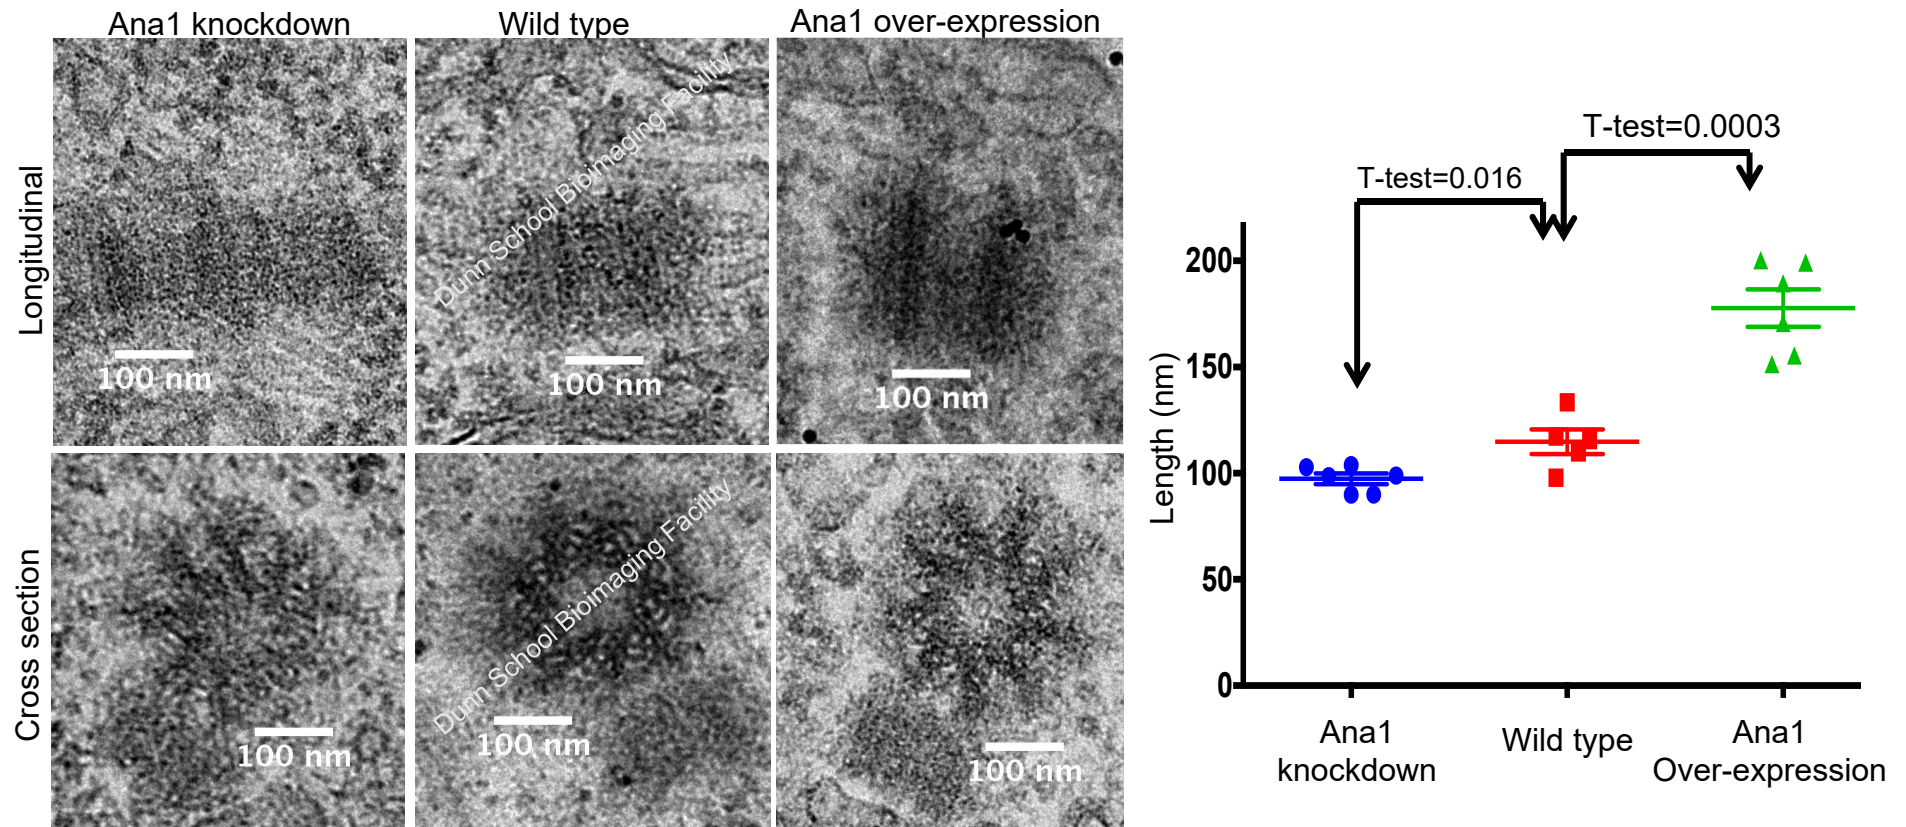 Ana1 knockdown
Wild type
Ana1 over-expression
Longitudinal
100 nm
Dunn School Bioimaging Facility
100 nm
100 nm
Cross section
100 nm
Dunn School Bioimaging Facility
100 nm
100 nm
T-test=0.0003
T-test=0.016
Length (nm)
200
150
100
50
0
Ana1
knockdown
Wild type
Ana1
Over-expression